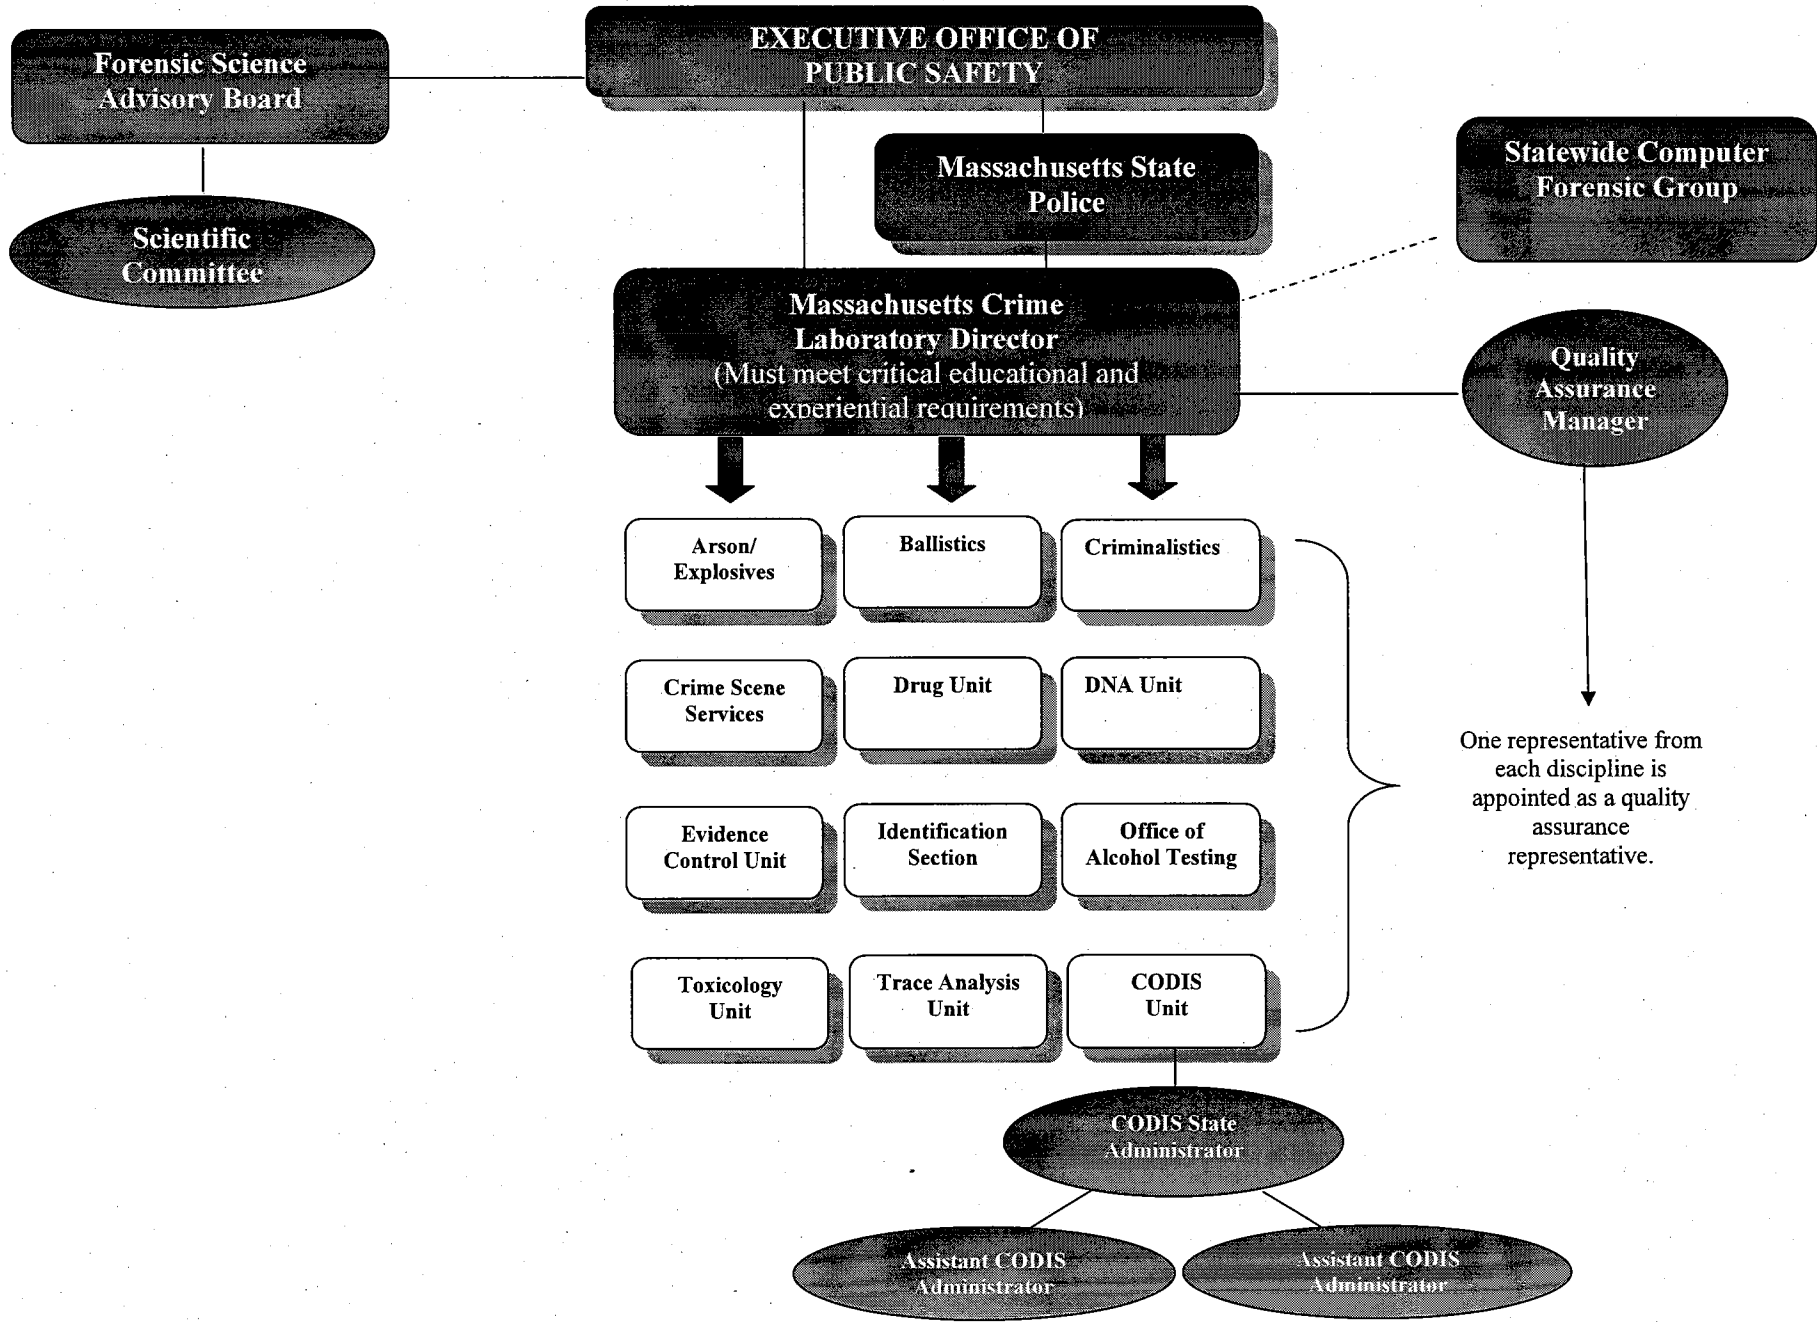 Forensic Science
Advisory Board
EXECUTIVE OFFICE OF
PUBLIC SAFETY
Scientific
Committee
Massachusetts State
Police
Statewide Computer
Forensic Group
Massachusetts Crime
Laboratory Director
(Must meet critical educational and
experiential requirements)
Quality
Assurance
Manager
Arson/
Explosives
Ballistics
Criminalistics
Crime Scene
Services
Drug Unit
DNA Unit
One representative from
each discipline is
appointed as a quality
assurance
representative.
Evidence
Control Unit
Identification
Section
Office of
Alcohol Testing
Toxicology
Unit
Trace Analysis
Unit
CODIS
Unit
CODIS State
Administrator
Assistant CODIS
Administrator
Assistant CODIS
Administrator